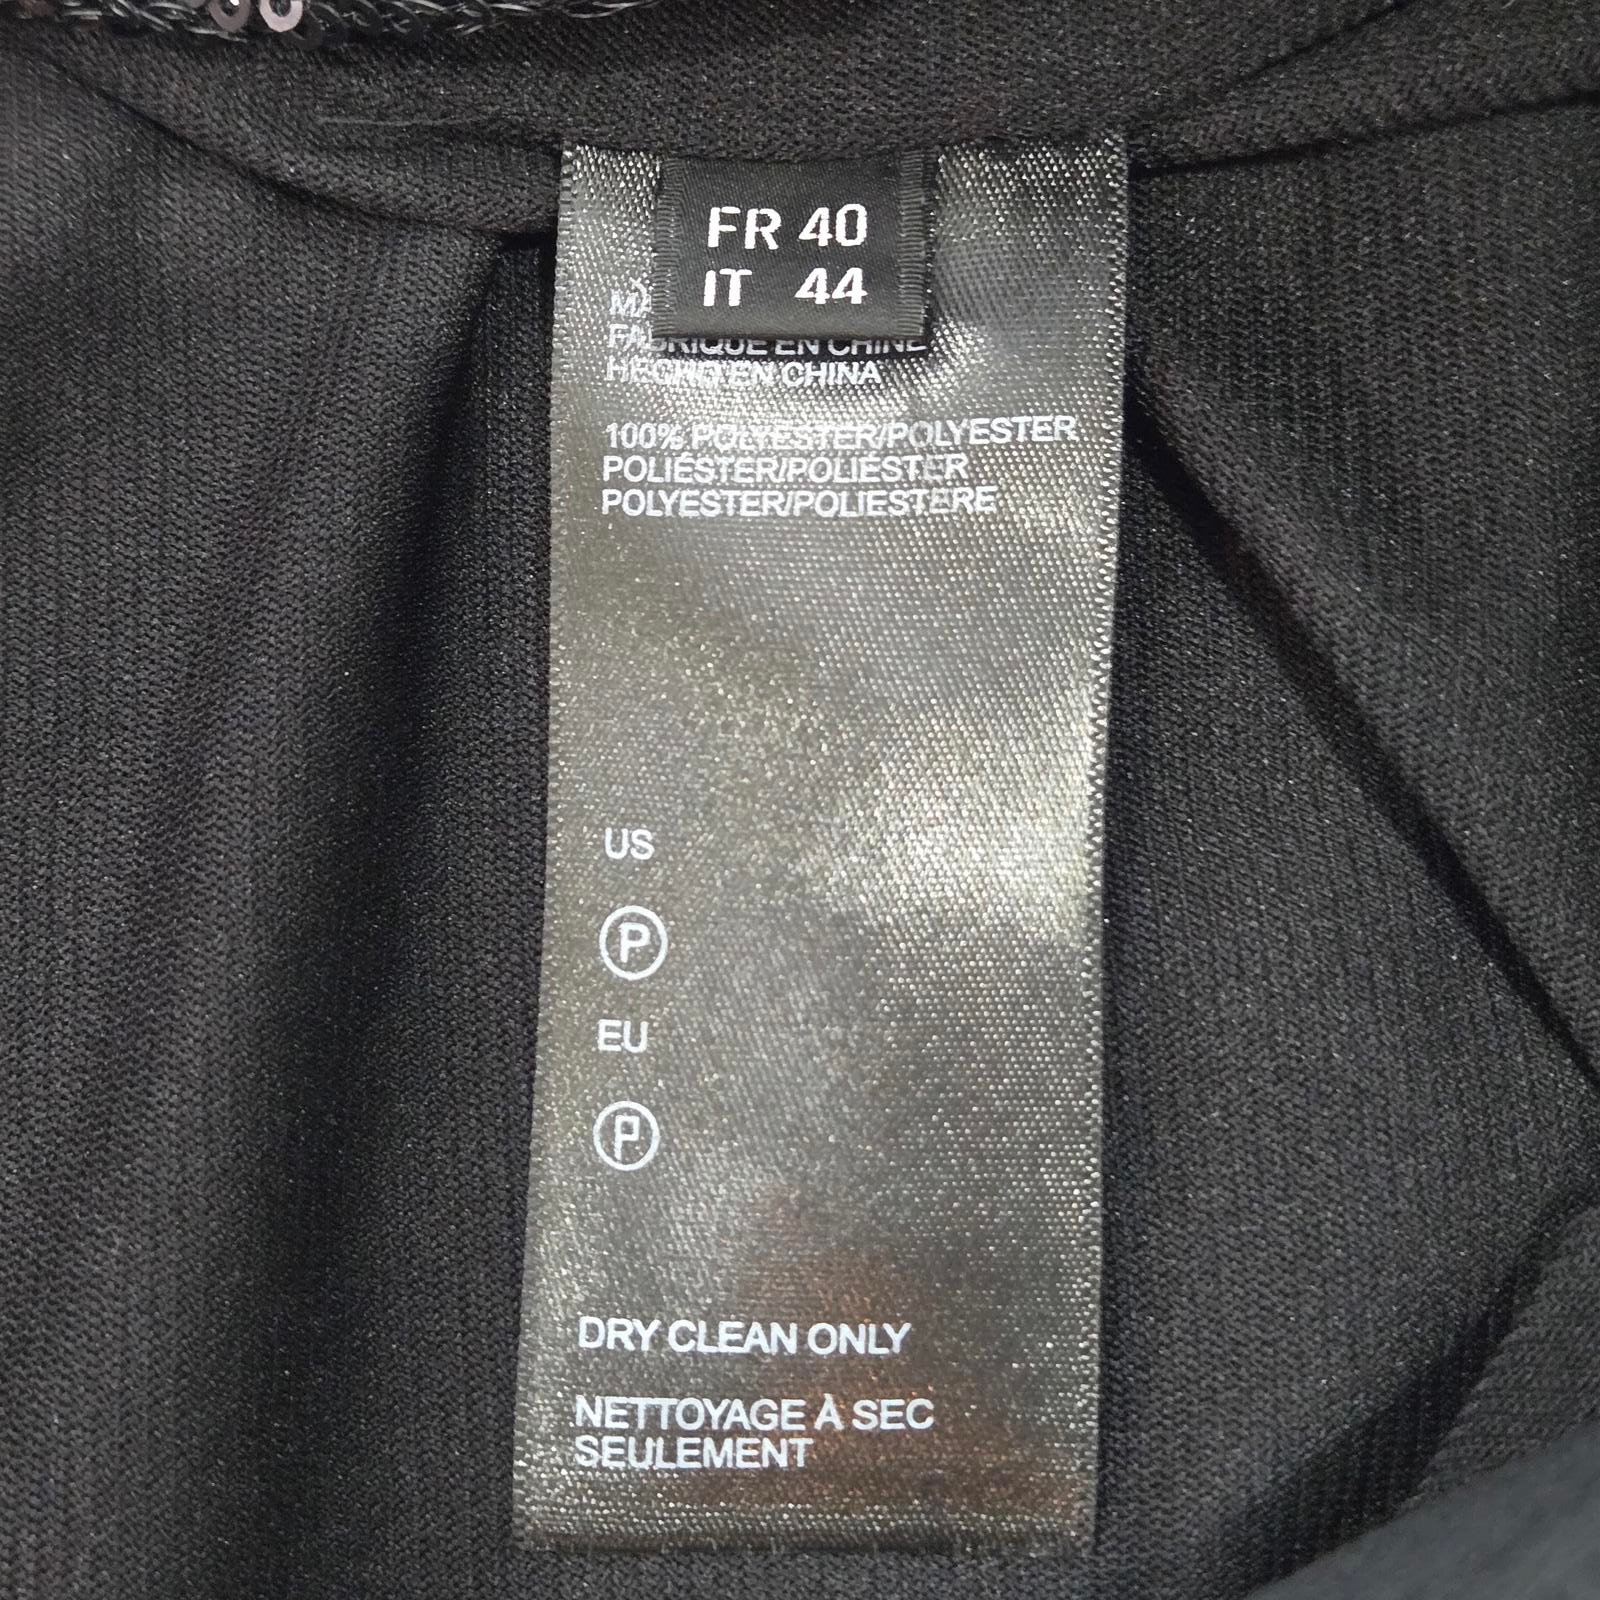 FR 40
IT 44
FABRIQUE EN CHINE
HECHO EN CHINA
100% POLYESTER/POLYESTER
POLIÉSTER/POLIÉSTER
POLYESTER/POLIESTERE
US
P
EU
P
DRY CLEAN ONLY
NETTOYAGE À SEC
SEULEMENT